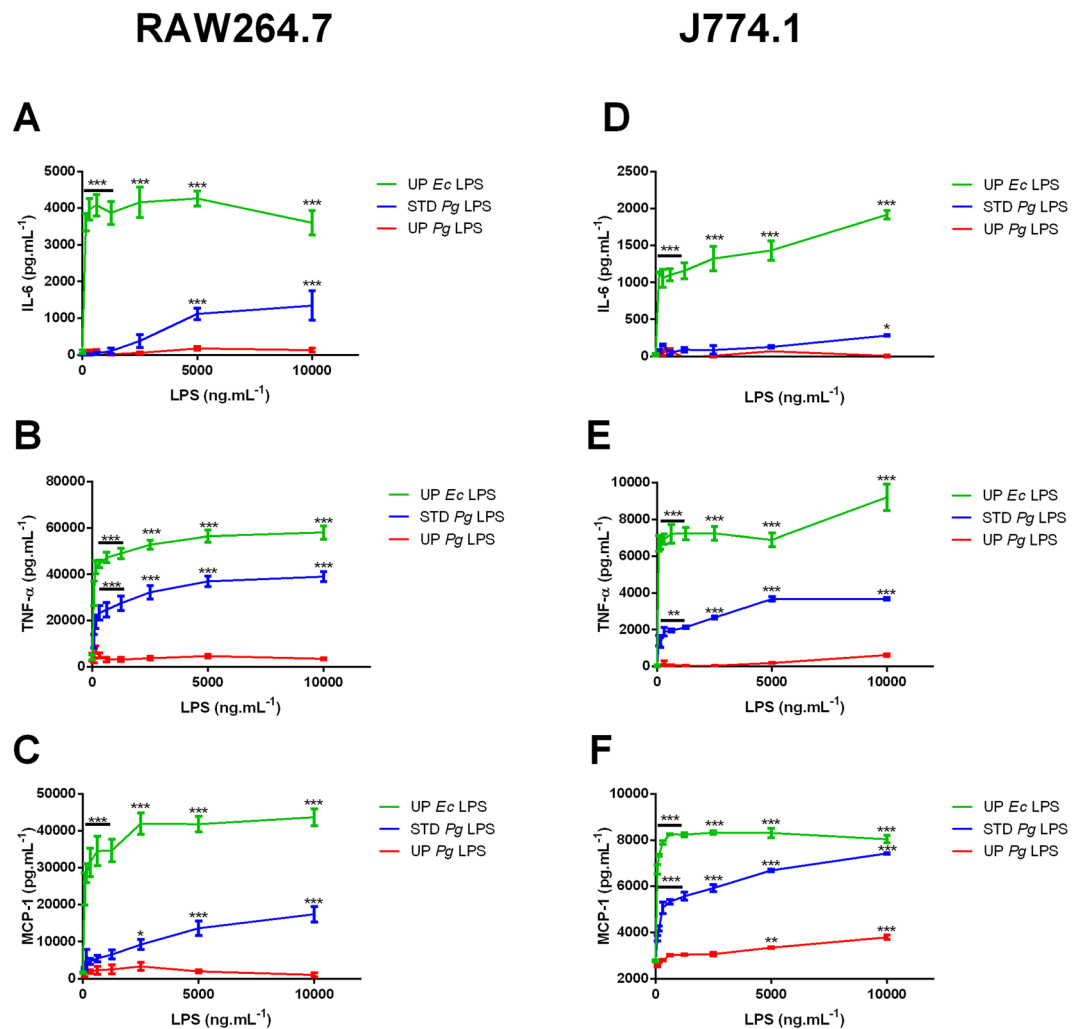 RAW264.7
J774.1
A
IL-6 (pg.mL⁻¹)
5000
4000
3000
2000
1000
0
***
***
***
***
***
***
0
5000
10000
LPS (ng.mL⁻¹)
UP Ec LPS
STD Pg LPS
UP Pg LPS
D
IL-6 (pg.mL⁻¹)
2500
2000
1500
1000
500
0
***
***
***
***
*
0
5000
10000
LPS (ng.mL⁻¹)
UP Ec LPS
STD Pg LPS
UP Pg LPS
B
TNF-α (pg.mL⁻¹)
80000
60000
40000
20000
0
***
***
***
***
***
***
***
***
0
5000
10000
LPS (ng.mL⁻¹)
UP Ec LPS
STD Pg LPS
UP Pg LPS
E
TNF-α (pg.mL⁻¹)
10000
8000
6000
4000
2000
0
***
***
***
***
**
***
***
***
0
5000
10000
LPS (ng.mL⁻¹)
UP Ec LPS
STD Pg LPS
UP Pg LPS
C
MCP-1 (pg.mL⁻¹)
50000
40000
30000
20000
10000
0
***
***
***
***
*
***
***
0
5000
10000
LPS (ng.mL⁻¹)
UP Ec LPS
STD Pg LPS
UP Pg LPS
F
MCP-1 (pg.mL⁻¹)
10000
8000
6000
4000
2000
***
***
***
***
***
***
***
***
**
***
0
5000
10000
LPS (ng.mL⁻¹)
UP Ec LPS
STD Pg LPS
UP Pg LPS